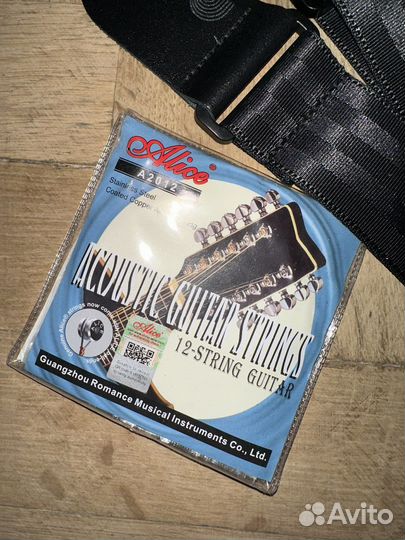 Alice
A2012
Stainless Steel
Coated Copper
ACOUSTIC GUITAR STRINGS
12-STRING GUITAR
Alice
Guangzhou Romance Musical Instruments Co., Ltd.
Avito